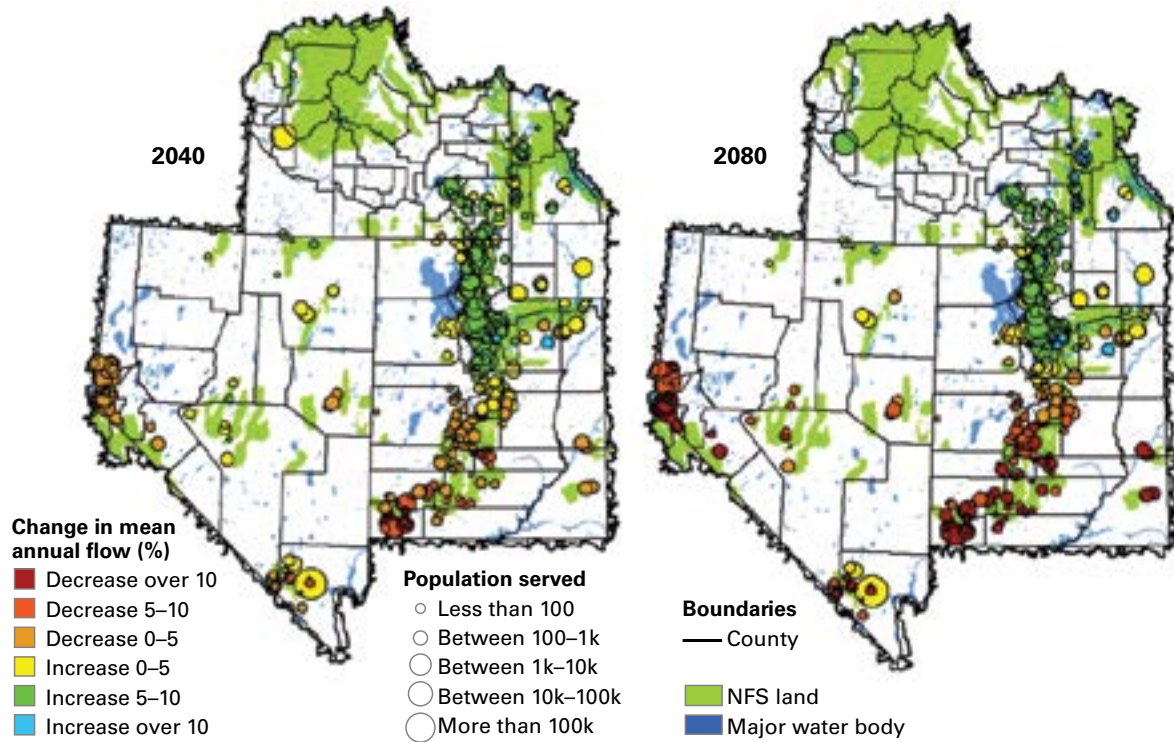 2040
2080
Change in mean
annual flow (%)
Decrease over 10
Decrease 5–10
Decrease 0–5
Increase 0–5
Increase 5–10
Increase over 10
Population served
Less than 100
Between 100–1k
Between 1k–10k
Between 10k–100k
More than 100k
Boundaries
County
NFS land
Major water body